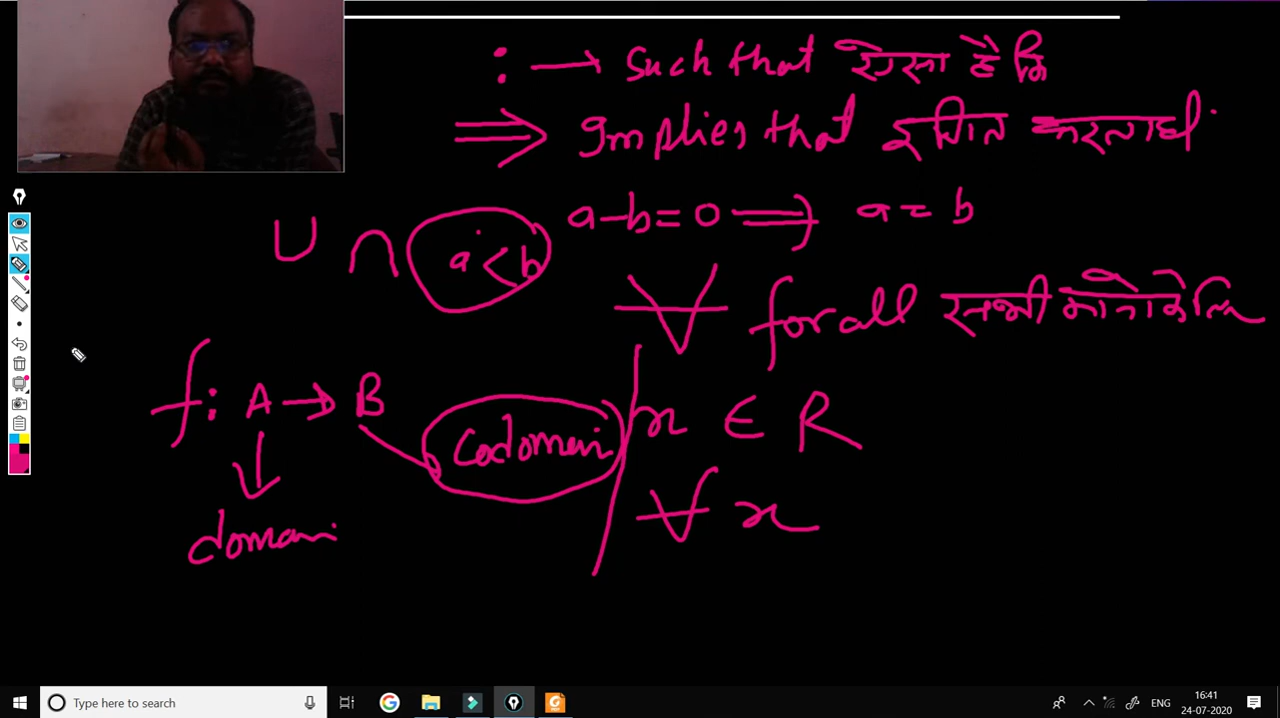 : → such that ऐसा है कि
⇒ Implies that
∪ ∩ a < b a-b=0 ⇒ a = b
∀ for all सभी मानों के लिए
f: A → B codomain x ∈ R
∀ x
domain
Type here to search
ENG
16:41
24-07-2020